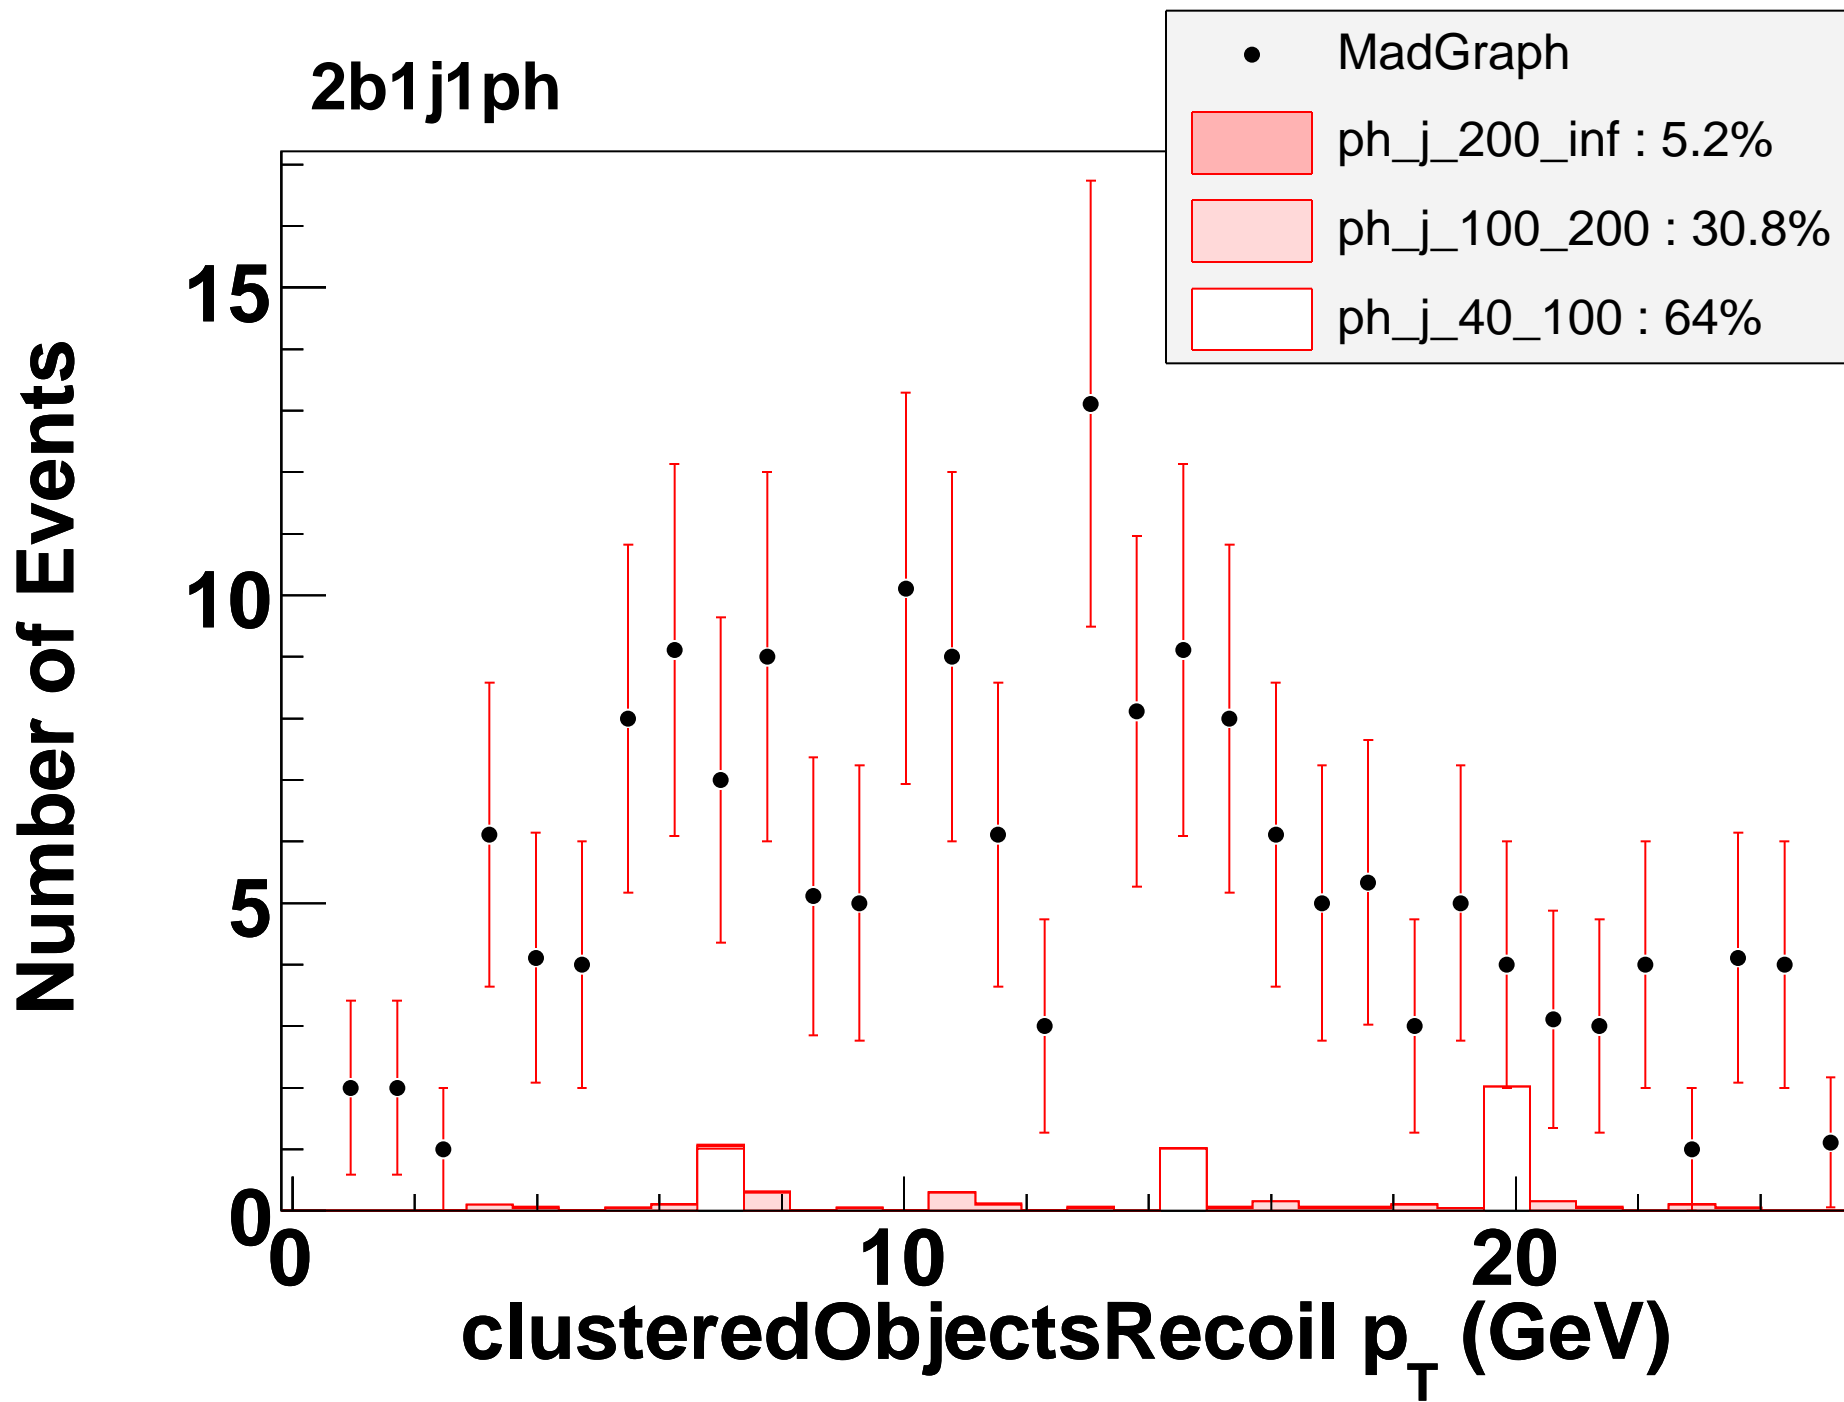 2b1j1ph
MadGraph
ph_j_200_inf : 5.2%
ph_j_100_200 : 30.8%
ph_j_40_100 : 64%
Number of Events
15
10
5
0
0 10 20
clusteredObjectsRecoil p_T (GeV)